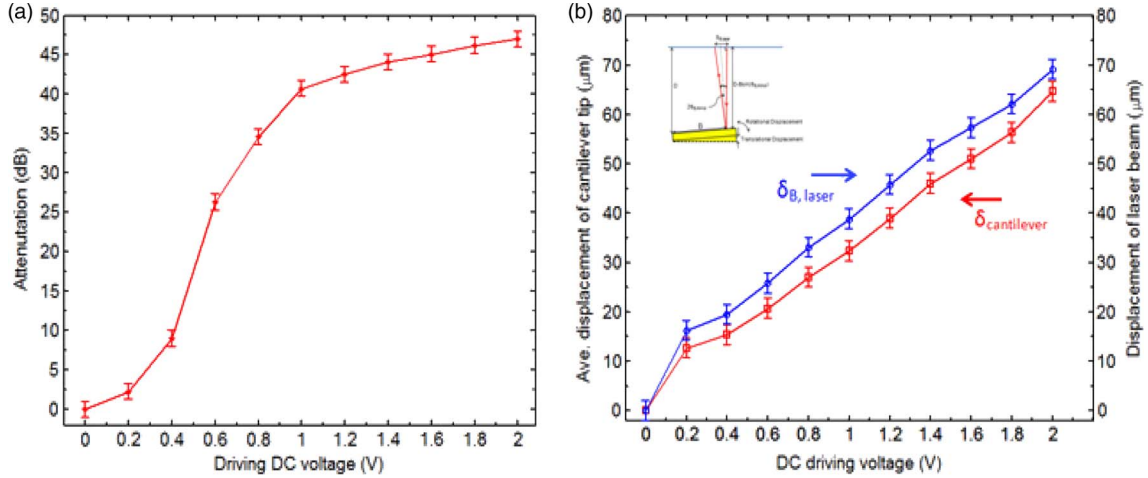 (a)
50
45
40
35
30
25
20
15
10
5
0
Attenutation (dB)
0 0.2 0.4 0.6 0.8 1 1.2 1.4 1.6 1.8 2
Driving DC voltage (V)
(b)
80
70
60
50
40
30
20
10
0
Ave. displacement of cantilever tip (μm)
D
B
Rotational Displacement
Translational Displacement
δB, laser
δcantilever
80
70
60
50
40
30
20
10
0
Displacement of laser beam (μm)
0 0.2 0.4 0.6 0.8 1 1.2 1.4 1.6 1.8 2
DC driving voltage (V)